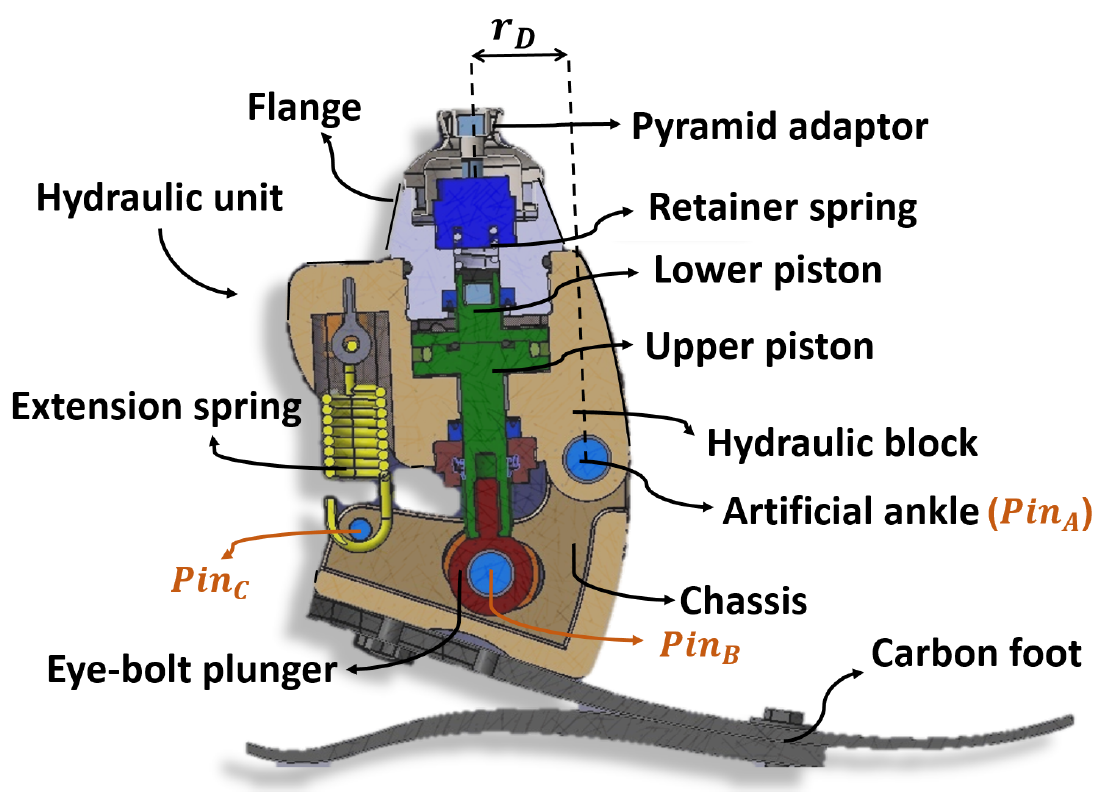 r_D
Flange
Pyramid adaptor
Hydraulic unit
Retainer spring
Lower piston
Upper piston
Extension spring
Hydraulic block
Artificial ankle (Pin_A)
Pin_C
Chassis
Pin_B
Eye-bolt plunger
Carbon foot